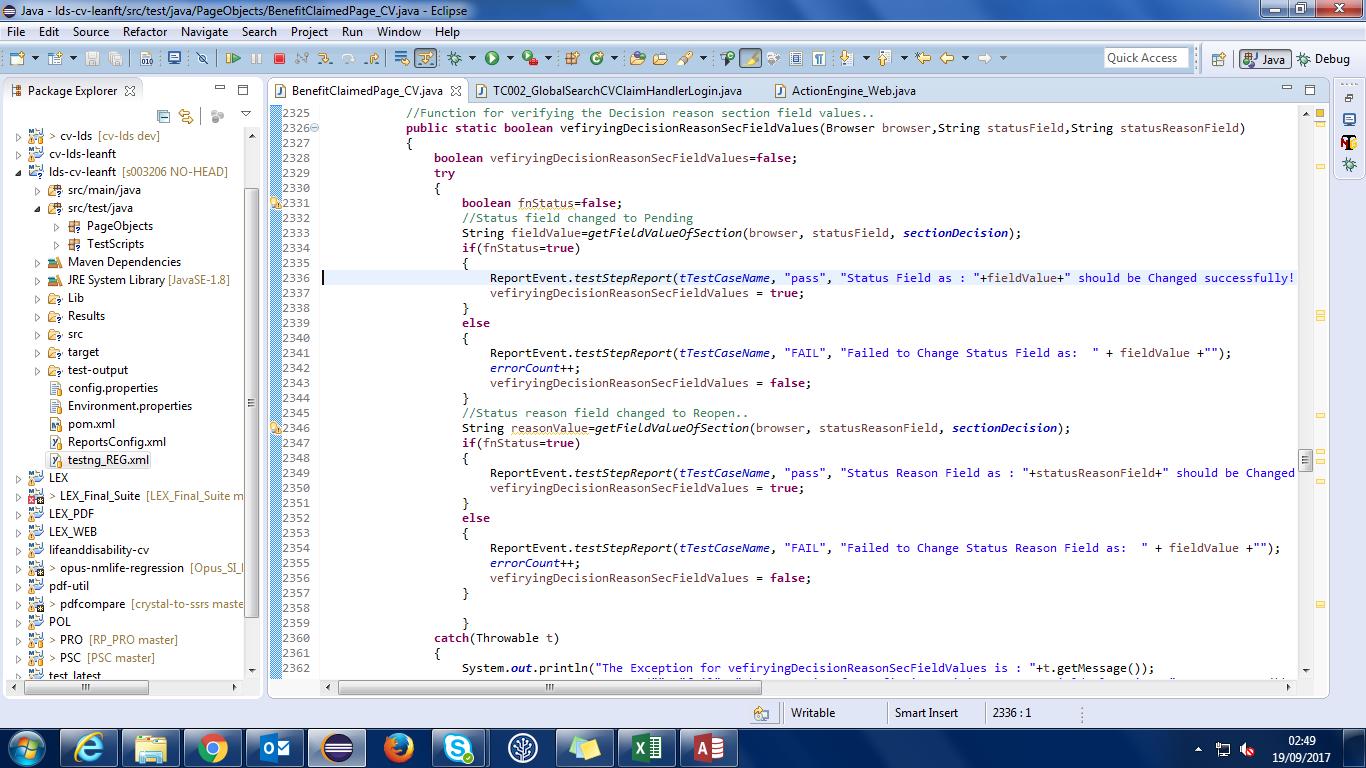 Java - lds-cv-leanft/src/test/java/PageObjects/BenefitClaimedPage_CV.java - Eclipse
File Edit Source Refactor Navigate Search Project Run Window Help
Quick Access Java Debug
Package Explorer
BenefitClaimedPage_CV.java TC002_GlobalSearchCVClaimHandlerLogin.java ActionEngine_Web.java
> cv-lds [cv-lds dev]
cv-lds-leanft
lds-cv-leanft [s003206 NO-HEAD]
src/main/java
src/test/java
PageObjects
TestScripts
Maven Dependencies
JRE System Library [JavaSE-1.8]
Lib
Results
src
target
test-output
config.properties
Environment.properties
pom.xml
ReportsConfig.xml
testng_REG.xml
LEX
> LEX_Final_Suite [LEX_Final_Suite m
LEX_PDF
LEX_WEB
lifeanddisability-cv
> opus-nmlife-regression [Opus_SI_I
pdf-util
> pdfcompare [crystal-to-ssrs maste
POL
> PRO [RP_PRO master]
> PSC [PSC master]
test_latest
2325 //Function for verifying the Decision reason section field values..
2326 public static boolean vefiryingDecisionReasonSecFieldValues(Browser browser,String statusField,String statusReasonField)
2327 {
2328 boolean vefiryingDecisionReasonSecFieldValues=false;
2329 try
2330 {
2331 boolean fnStatus=false;
2332 //Status field changed to Pending
2333 String fieldValue=getFieldValueOfSection(browser, statusField, sectionDecision);
2334 if(fnStatus=true)
2335 {
2336 ReportEvent.testStepReport(tTestCaseName, "pass", "Status Field as : "+fieldValue+" should be Changed successfully!
2337 vefiryingDecisionReasonSecFieldValues = true;
2338 }
2339 else
2340 {
2341 ReportEvent.testStepReport(tTestCaseName, "FAIL", "Failed to Change Status Field as:  " + fieldValue +"");
2342 errorCount++;
2343 vefiryingDecisionReasonSecFieldValues = false;
2344 }
2345 //Status reason field changed to Reopen..
2346 String reasonValue=getFieldValueOfSection(browser, statusReasonField, sectionDecision);
2347 if(fnStatus=true)
2348 {
2349 ReportEvent.testStepReport(tTestCaseName, "pass", "Status Reason Field as : "+statusReasonField+" should be Changed
2350 vefiryingDecisionReasonSecFieldValues = true;
2351 }
2352 else
2353 {
2354 ReportEvent.testStepReport(tTestCaseName, "FAIL", "Failed to Change Status Reason Field as:  " + fieldValue +"");
2355 errorCount++;
2356 vefiryingDecisionReasonSecFieldValues = false;
2357 }
2358
2359 }
2360 catch(Throwable t)
2361 {
2362 System.out.println("The Exception for vefiryingDecisionReasonSecFieldValues is : "+t.getMessage());
Writable Smart Insert 2336 : 1
02:49
19/09/2017